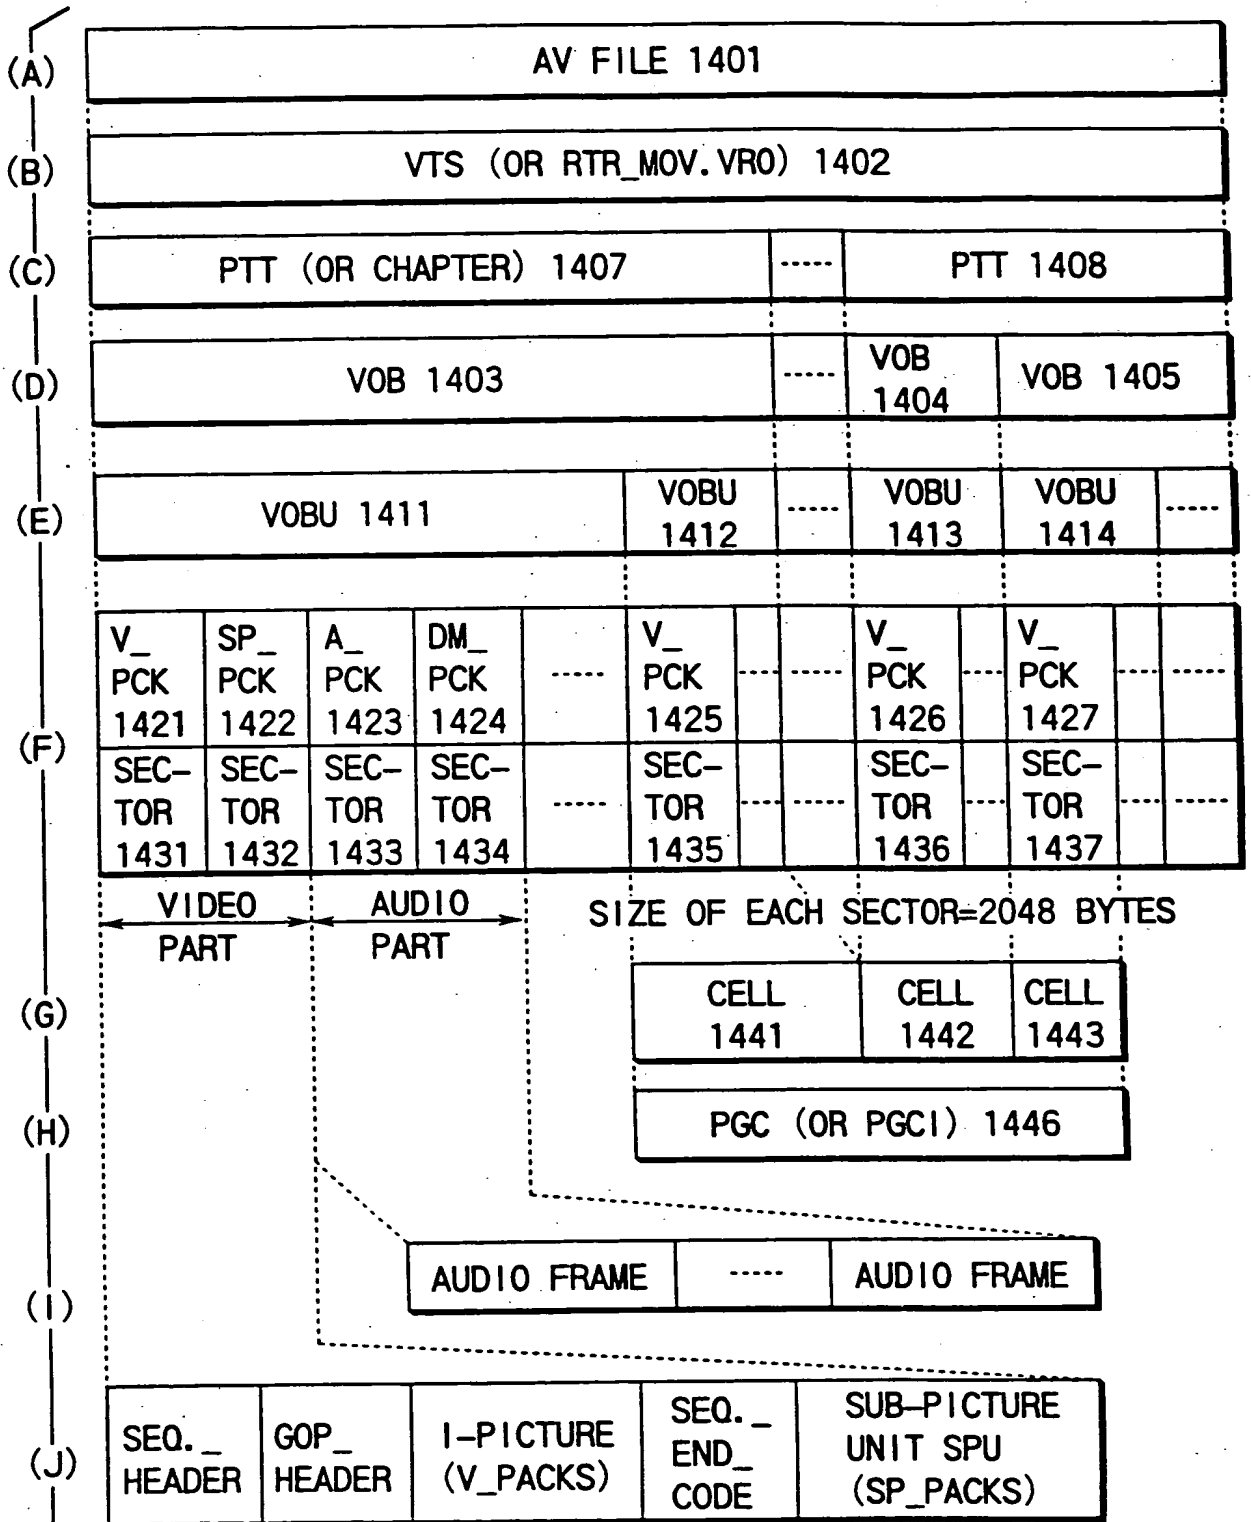 (A)
AV FILE 1401
(B)
VTS (OR RTR_MOV.VRO) 1402
(C)
PTT (OR CHAPTER) 1407
-----
PTT 1408
(D)
VOB 1403
-----
VOB
1404
VOB 1405
(E)
VOBU 1411
VOBU
1412
-----
VOBU
1413
VOBU
1414
-----
(F)
V_
PCK
1421
SP_
PCK
1422
A_
PCK
1423
DM_
PCK
1424
-----
V_
PCK
1425
V_
PCK
1426
V_
PCK
1427
SEC-
TOR
1431
SEC-
TOR
1432
SEC-
TOR
1433
SEC-
TOR
1434
-----
SEC-
TOR
1435
SEC-
TOR
1436
SEC-
TOR
1437
VIDEO
PART
AUDIO
PART
SIZE OF EACH SECTOR=2048 BYTES
(G)
CELL
1441
CELL
1442
CELL
1443
(H)
PGC (OR PGCI) 1446
(I)
AUDIO FRAME
-----
AUDIO FRAME
(J)
SEQ._
HEADER
GOP_
HEADER
I-PICTURE
(V_PACKS)
SEQ._
END_
CODE
SUB-PICTURE
UNIT SPU
(SP_PACKS)